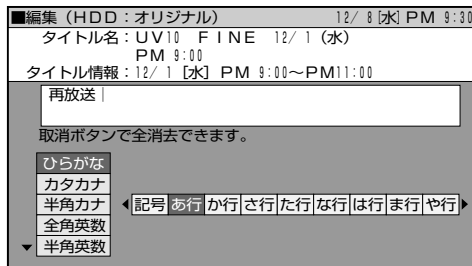 ■編集（HDD：オリジナル） 12/ 8[水] PM 9:30
タイトル名：UV10　FINE　12/ 1（水）
PM 9:00
タイトル情報：12/ 1 [水] PM 9:00～PM11:00
再放送
取消ボタンで全消去できます。
ひらがな
カタカナ
半角カナ
全角英数
▼半角英数
◀記号 あ行 か行 さ行 た行 な行 は行 ま行 や行▶